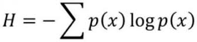 H = − ∑ p(x) log p(x)